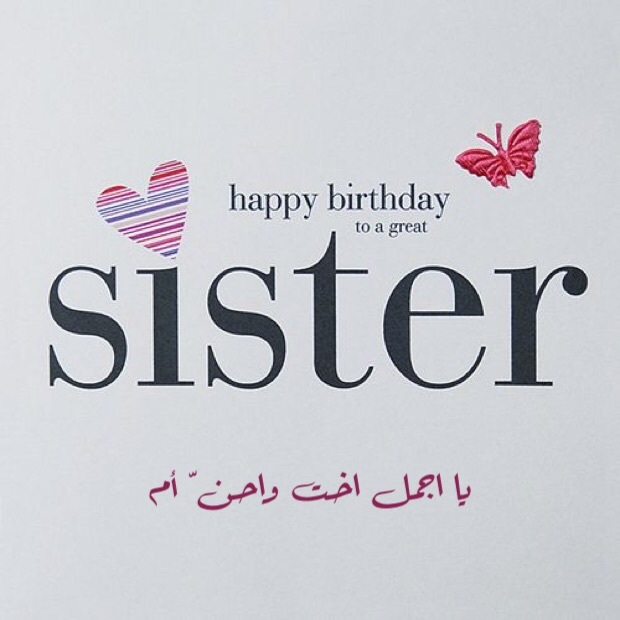 happy birthday
to a great
sister
يا اجمل اخت واحن ّ أم